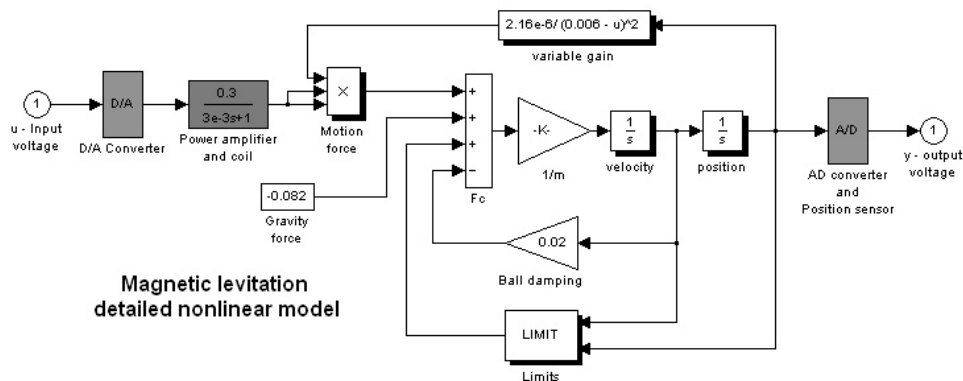 2.16e-6/ (0.006 - u)^2
variable gain
1
u - Input
voltage
D/A
D/A Converter
0.3
3e-3s+1
Power amplifier
and coil
X
Motion
force
-0.082
Gravity
force
+
+
+
−
Fc
-K-
1/m
1
s
velocity
1
s
position
A/D
AD converter
and
Position sensor
1
y - output
voltage
0.02
Ball damping
LIMIT
Limits
Magnetic levitation
detailed nonlinear model